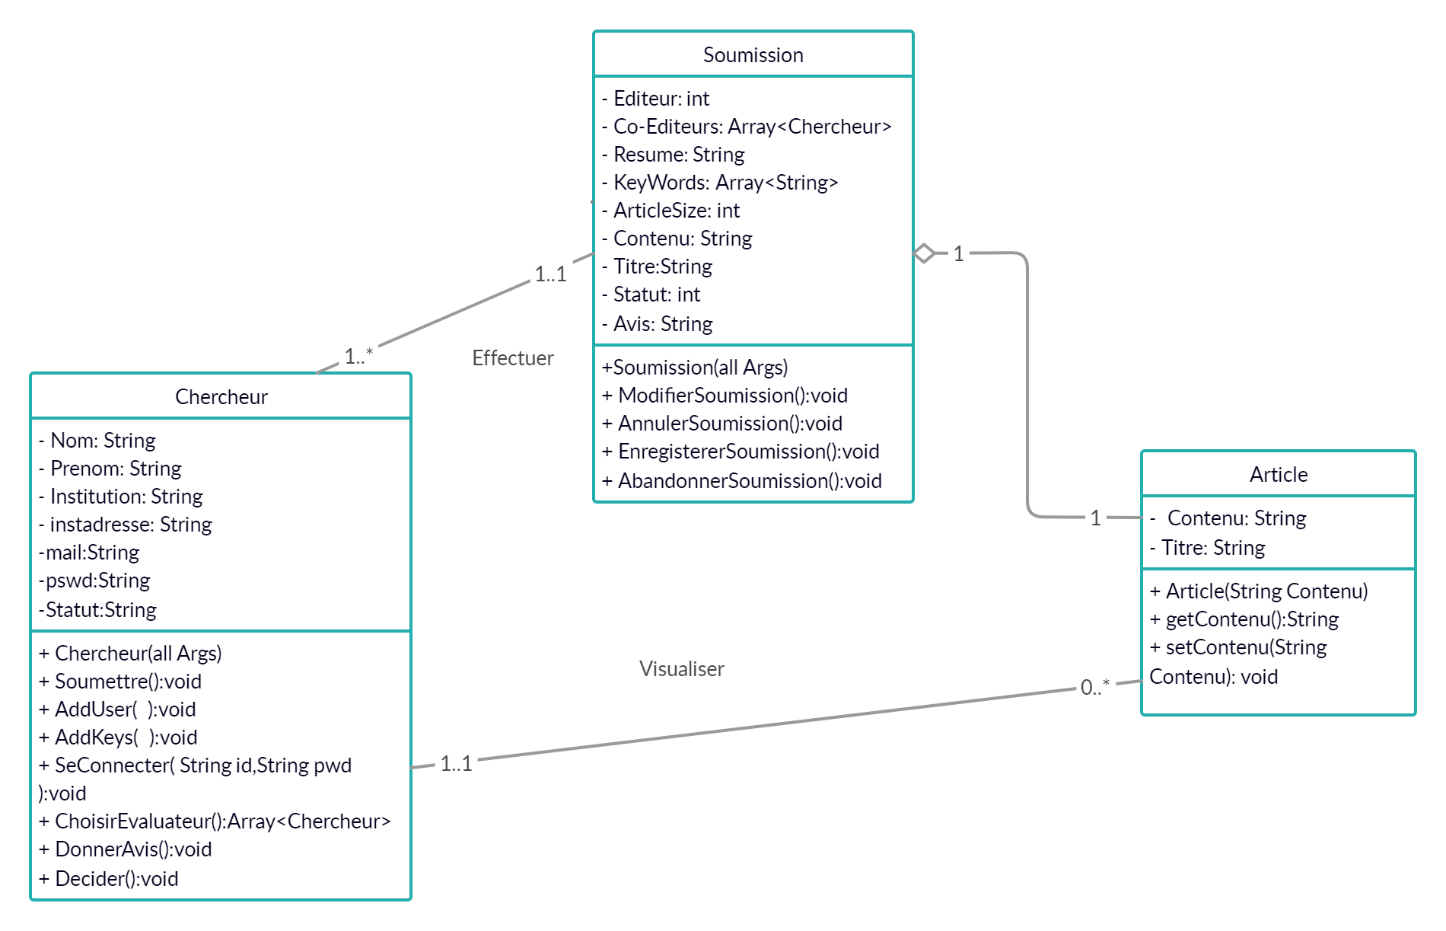 Soumission
- Editeur: int
- Co-Editeurs: Array<Chercheur>
- Resume: String
- KeyWords: Array<String>
- ArticleSize: int
- Contenu: String
- Titre:String
- Statut: int
- Avis: String
+Soumission(all Args)
+ ModifierSoumission():void
+ AnnulerSoumission():void
+ EnregistererSoumission():void
+ AbandonnerSoumission():void
1
1
1..1
1..*
Effectuer
Chercheur
- Nom: String
- Prenom: String
- Institution: String
- instadresse: String
-mail:String
-pswd:String
-Statut:String
+ Chercheur(all Args)
+ Soumettre():void
+ AddUser(  ):void
+ AddKeys(  ):void
+ SeConnecter( String id,String pwd
):void
+ ChoisirEvaluateur():Array<Chercheur>
+ DonnerAvis():void
+ Decider():void
Visualiser
1..1
0..*
Article
-  Contenu: String
- Titre: String
+ Article(String Contenu)
+ getContenu():String
+ setContenu(String
Contenu): void